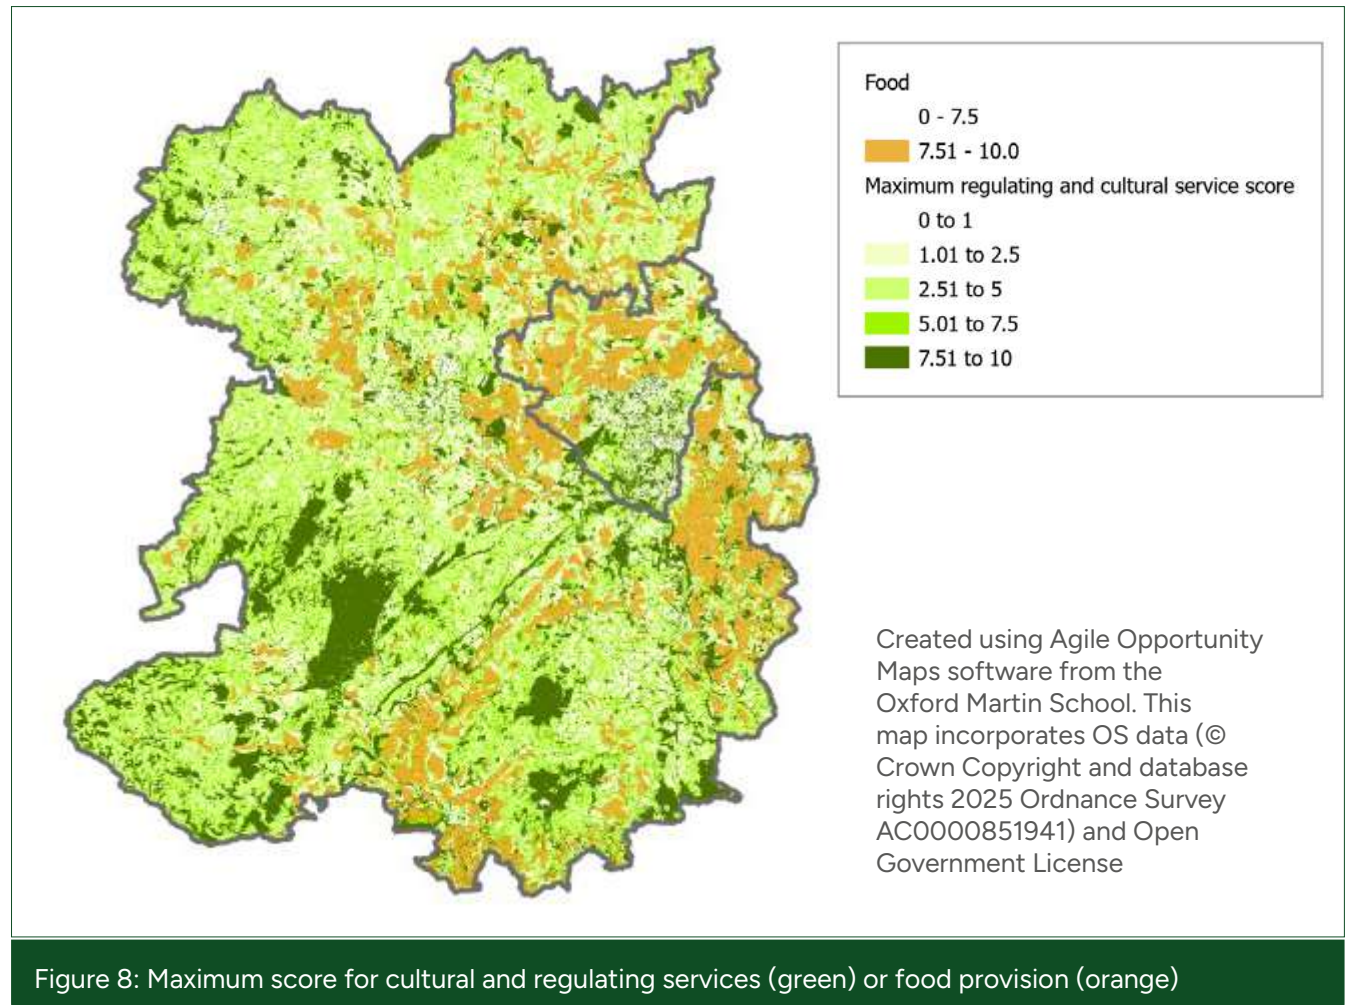 Food
0 - 7.5
7.51 - 10.0
Maximum regulating and cultural service score
0 to 1
1.01 to 2.5
2.51 to 5
5.01 to 7.5
7.51 to 10
Created using Agile Opportunity
Maps software from the
Oxford Martin School. This
map incorporates OS data (©
Crown Copyright and database
rights 2025 Ordnance Survey
AC0000851941) and Open
Government License
Figure 8: Maximum score for cultural and regulating services (green) or food provision (orange)